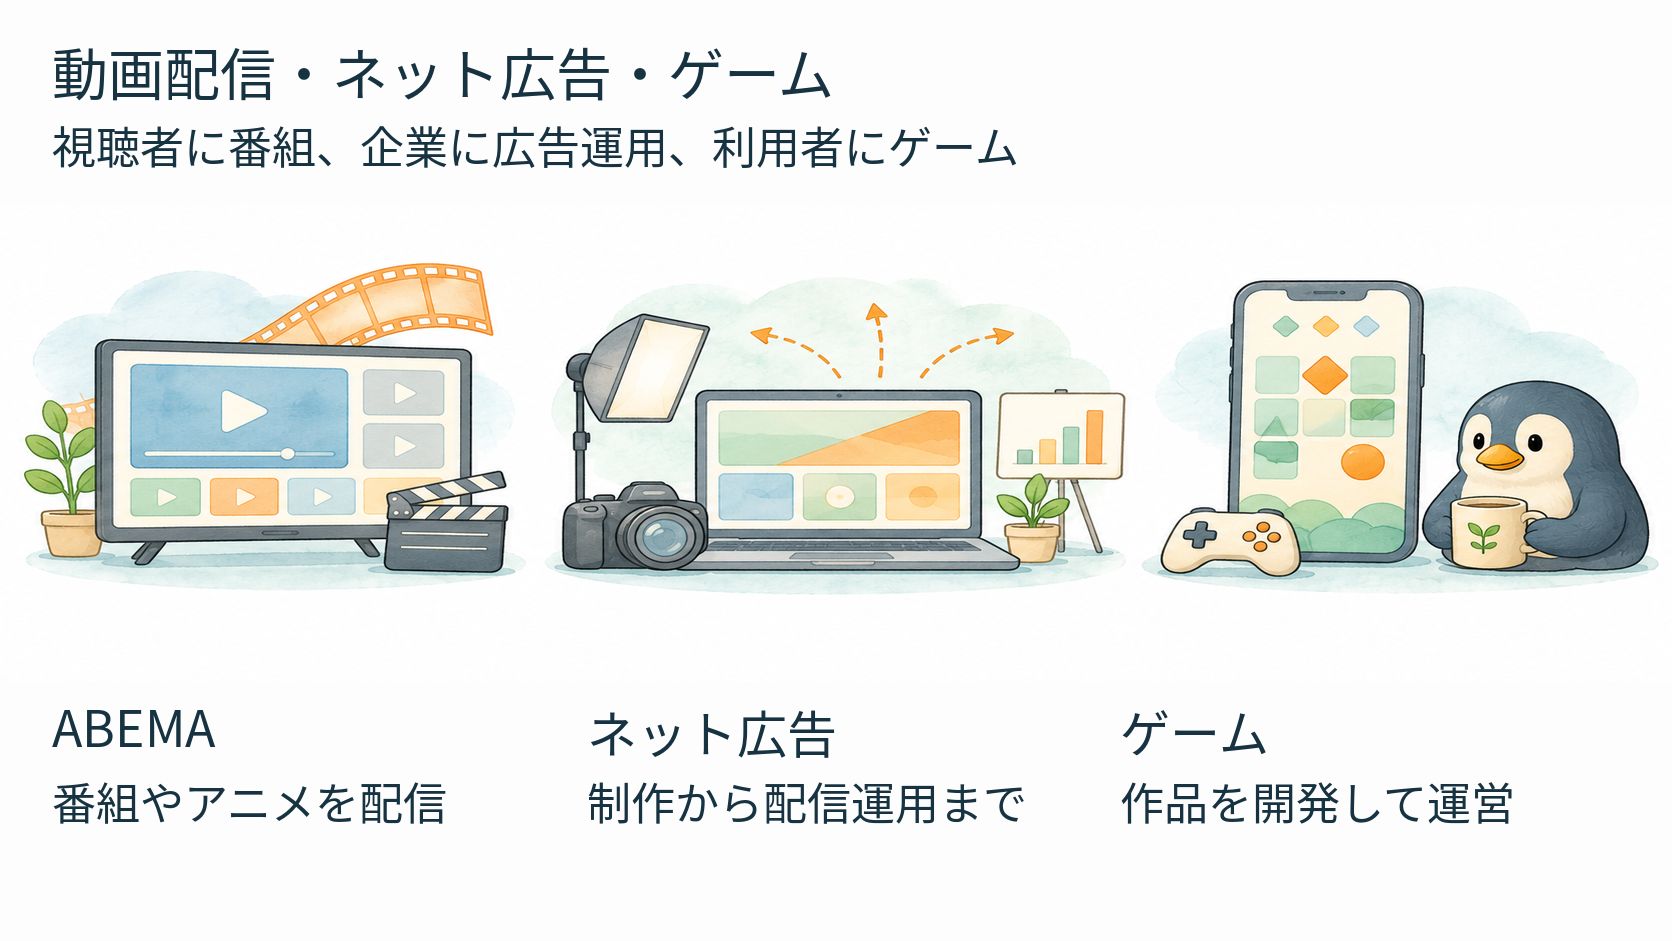 動画配信・ネット広告・ゲーム
視聴者に番組、企業に広告運用、利用者にゲーム
ABEMA
番組やアニメを配信
ネット広告
制作から配信運用まで
ゲーム
作品を開発して運営